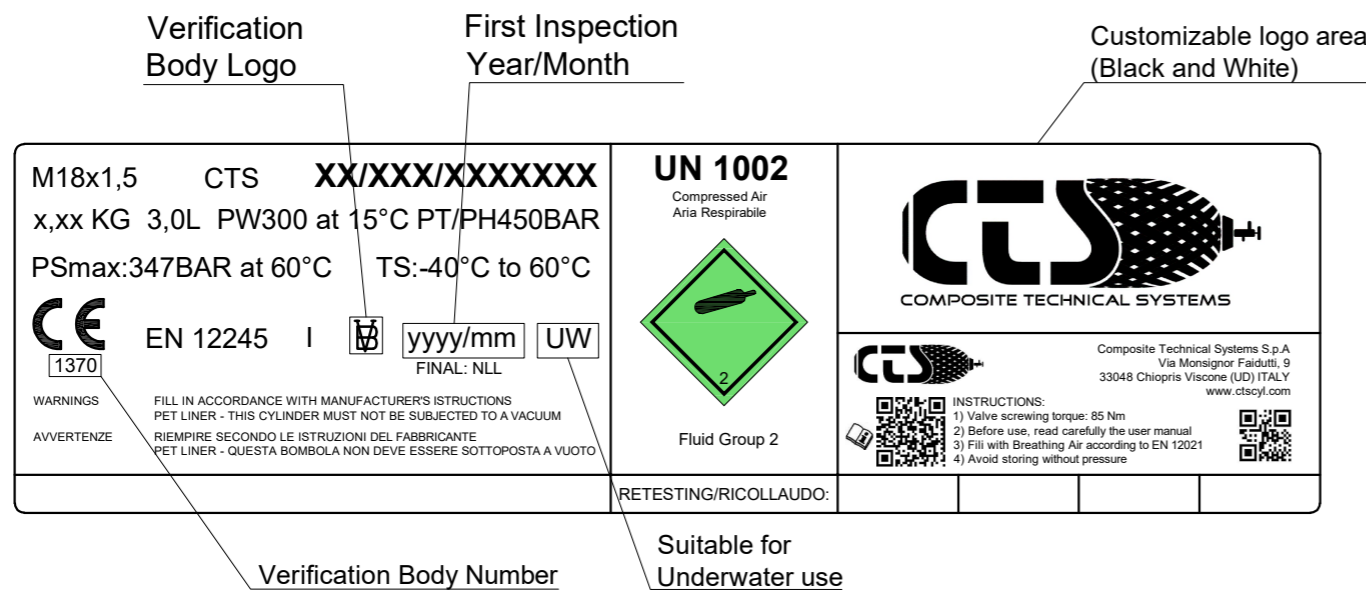 Verification
Body Logo
First Inspection
Year/Month
Customizable logo area
(Black and White)
M18x1,5 CTS XX/XXX/XXXXXXX
x,xx KG 3,0L PW300 at 15°C PT/PH450BAR
PSmax:347BAR at 60°C TS:-40°C to 60°C
CE EN 12245 I VB yyyy/mm UW
1370
FINAL: NLL
WARNINGS FILL IN ACCORDANCE WITH MANUFACTURER'S ISTRUCTIONS
PET LINER - THIS CYLINDER MUST NOT BE SUBJECTED TO A VACUUM
AVVERTENZE RIEMPIRE SECONDO LE ISTRUZIONI DEL FABBRICANTE
PET LINER - QUESTA BOMBOLA NON DEVE ESSERE SOTTOPOSTA A VUOTO
UN 1002
Compressed Air
Aria Respirabile
2
Fluid Group 2
CTS
COMPOSITE TECHNICAL SYSTEMS
CTS
Composite Technical Systems S.p.A
Via Monsignor Faidutti, 9
33048 Chiopris Viscone (UD) ITALY
www.ctscyl.com
INSTRUCTIONS:
1) Valve screwing torque: 85 Nm
2) Before use, read carefully the user manual
3) Fili with Breathing Air according to EN 12021
4) Avoid storing without pressure
RETESTING/RICOLLAUDO:
Verification Body Number
Suitable for
Underwater use